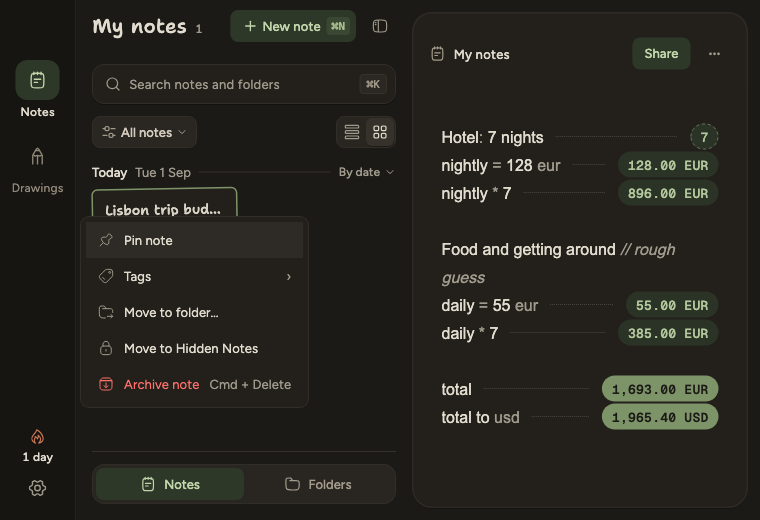 My notes 1
+ New note ⌘N
Search notes and folders ⌘K
All notes
Today Tue 1 Sep By date
Lisbon trip bud...
Pin note
Tags ›
Move to folder...
Move to Hidden Notes
Archive note Cmd + Delete
Notes
Drawings
1 day
Notes Folders
My notes Share ···
Hotel: 7 nights 7
nightly = 128 eur 128.00 EUR
nightly * 7 896.00 EUR
Food and getting around // rough
guess
daily = 55 eur 55.00 EUR
daily * 7 385.00 EUR
total 1,693.00 EUR
total to usd 1,965.40 USD